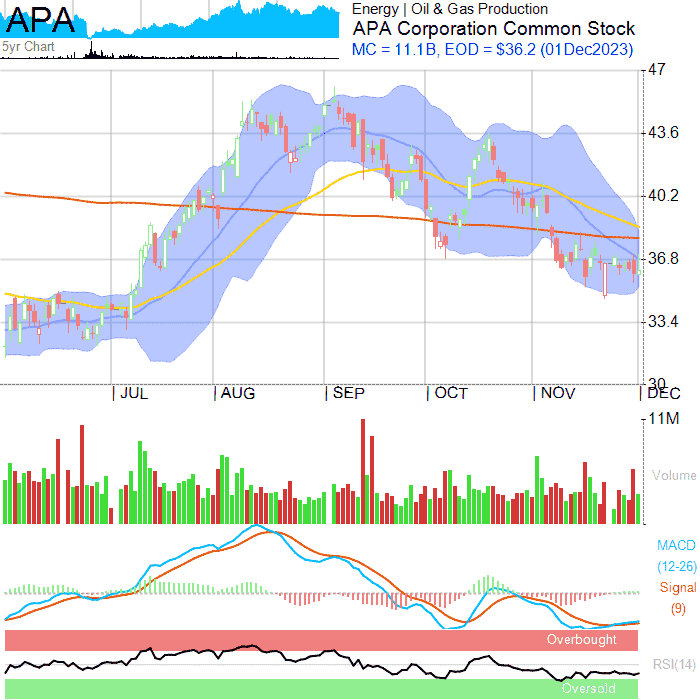 APA
5yr Chart
Energy | Oil & Gas Production
APA Corporation Common Stock
MC = 11.1B, EOD = $36.2 (01Dec2023)
47
43.6
40.2
36.8
33.4
30
JUL
AUG
SEP
OCT
NOV
DEC
11M
Volume
MACD
(12-26)
Signal
(9)
Overbought
RSI(14)
Oversold